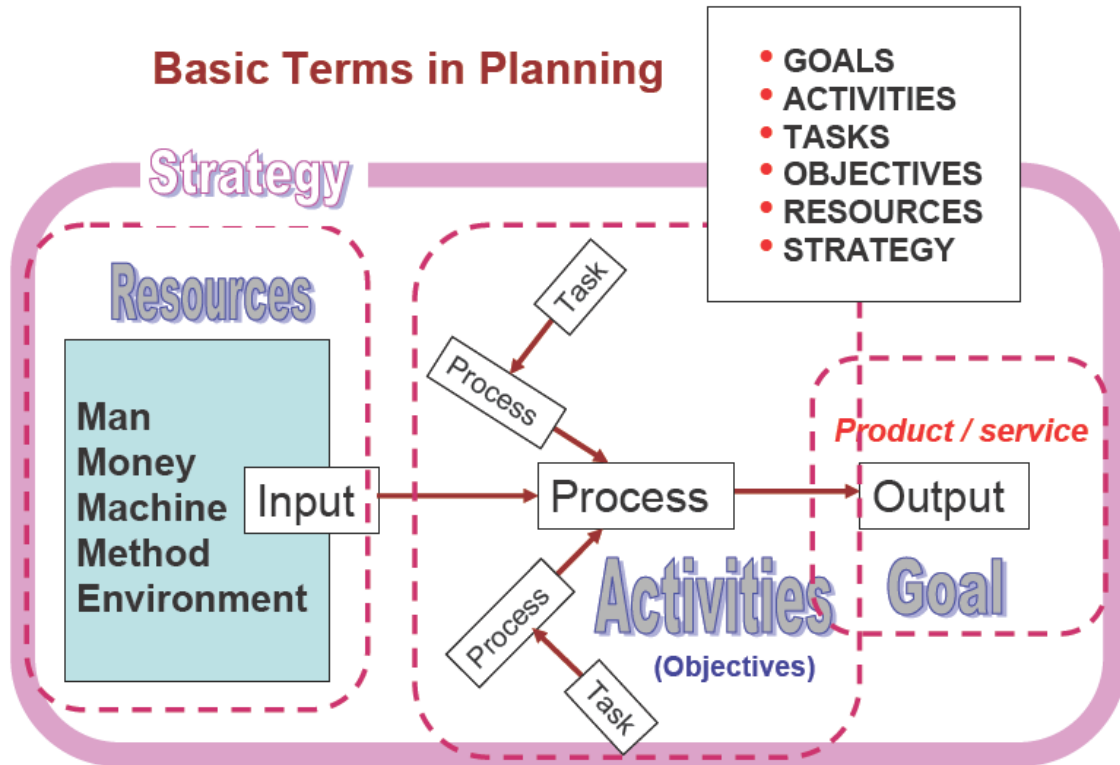 Basic Terms in Planning
• GOALS
• ACTIVITIES
• TASKS
• OBJECTIVES
• RESOURCES
• STRATEGY
Strategy
Resources
Man
Money
Machine
Method
Environment
Input
Task
Process
Process
Process
Task
Activities
(Objectives)
Product / service
Output
Goal